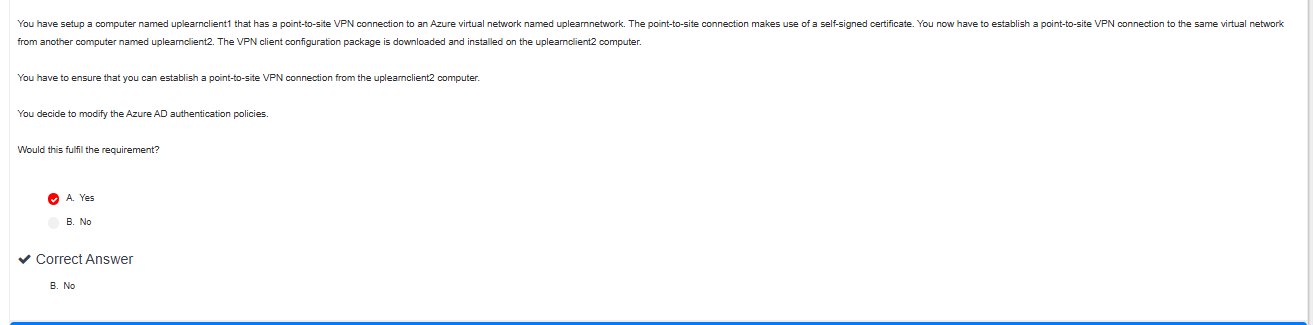 You have setup a computer named uplearnclient1 that has a point-to-site VPN connection to an Azure virtual network named uplearnnetwork. The point-to-site connection makes use of a self-signed certificate. You now have to establish a point-to-site VPN connection to the same virtual network
from another computer named uplearnclient2. The VPN client configuration package is downloaded and installed on the uplearnclient2 computer.
You have to ensure that you can establish a point-to-site VPN connection from the uplearnclient2 computer.
You decide to modify the Azure AD authentication policies.
Would this fulfil the requirement?
A. Yes
B. No
Correct Answer
B. No